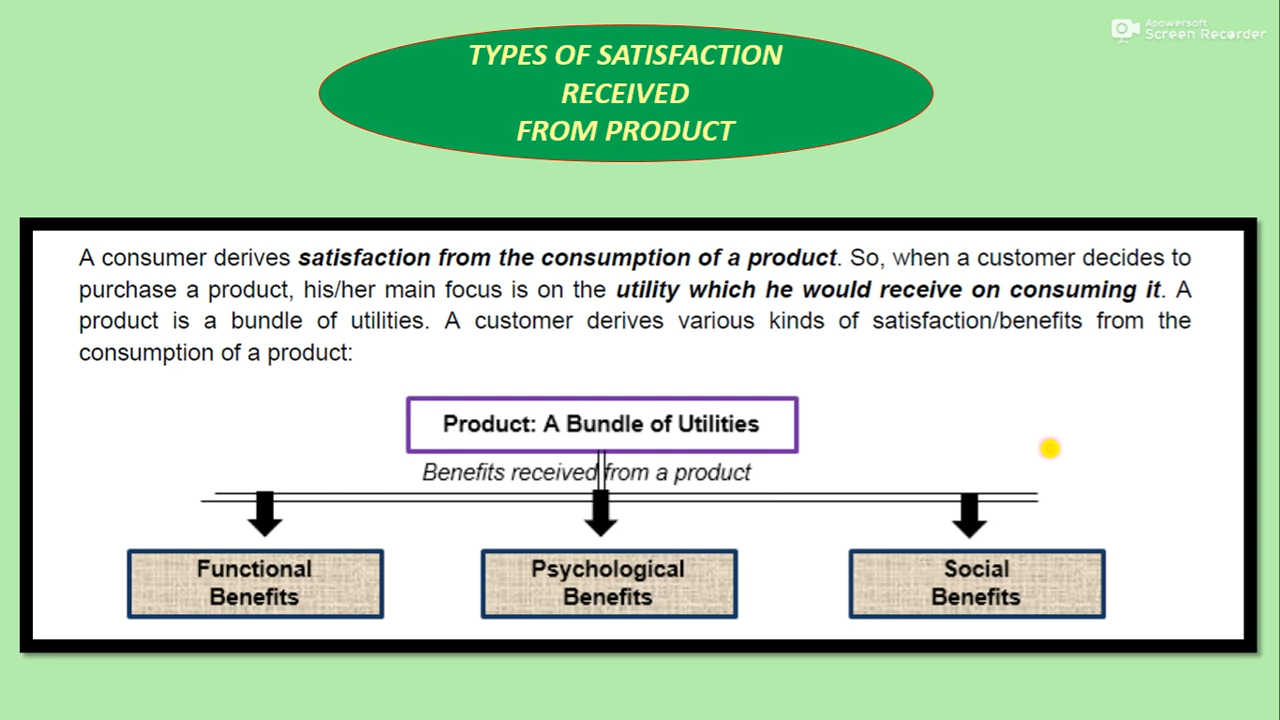 Apowersoft
Screen Recorder
TYPES OF SATISFACTION
RECEIVED
FROM PRODUCT
A consumer derives satisfaction from the consumption of a product. So, when a customer decides to
purchase a product, his/her main focus is on the utility which he would receive on consuming it. A
product is a bundle of utilities. A customer derives various kinds of satisfaction/benefits from the
consumption of a product:
Product: A Bundle of Utilities
Benefits received from a product
Functional
Benefits
Psychological
Benefits
Social
Benefits